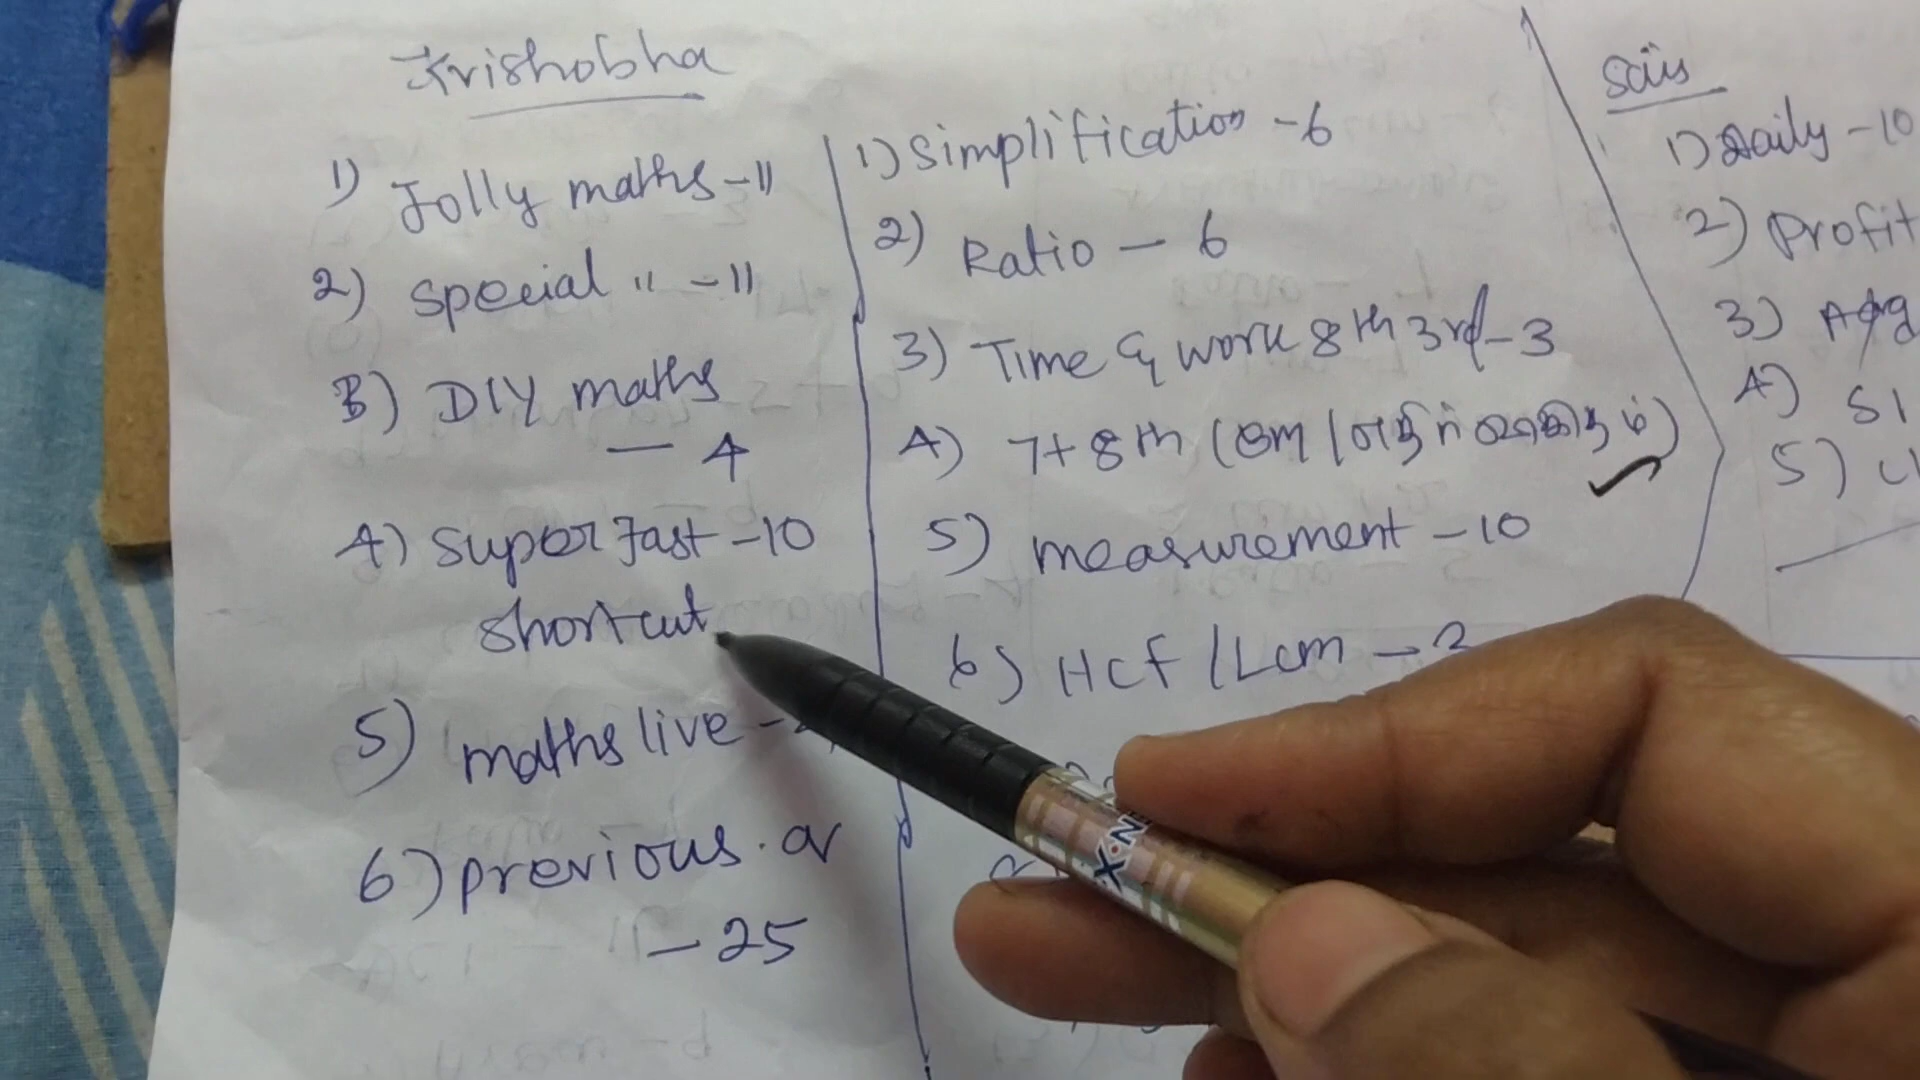 Krishobha
1) Jolly maths - 11
2) special " - 11
3) DIY maths
- 4
4) Super fast - 10
shortcut
5) maths live -
6) previous. qr
- 25
1) Simplification - 6
2) Ratio - 6
3) Time & work 8th 3rd - 3
4) 7+8th
5) measurement - 10
6) Hcf / Lcm -
1) Daily - 10
2) Profit
3)
4) SI
5)